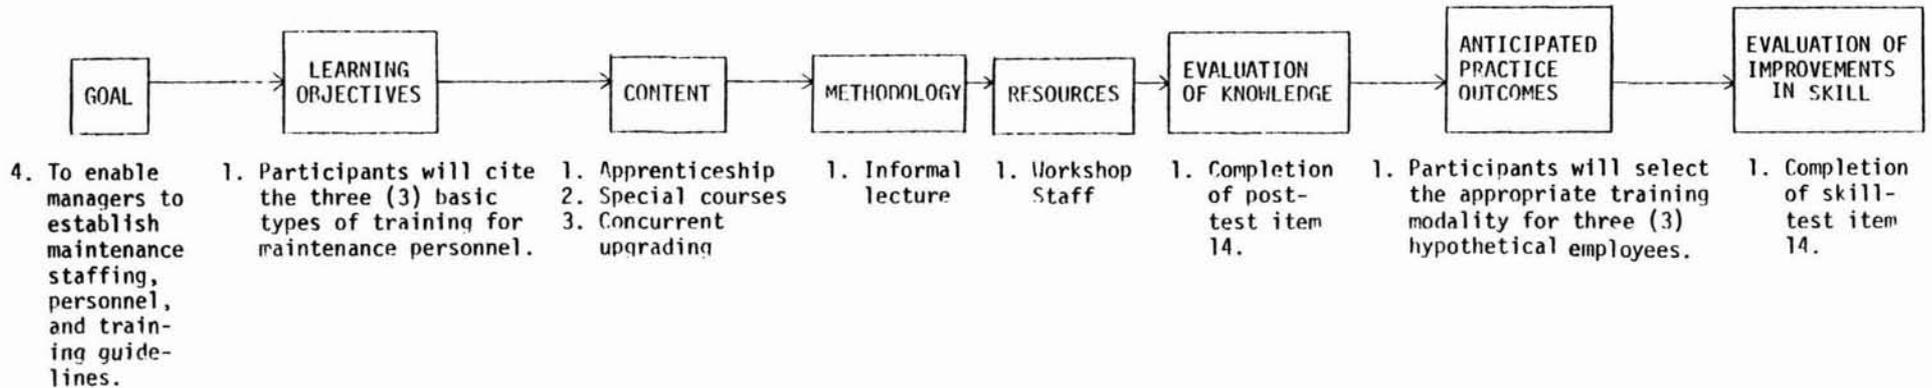 GOAL
LEARNING
OBJECTIVES
CONTENT
METHODOLOGY
RESOURCES
EVALUATION
OF KNOWLEDGE
ANTICIPATED
PRACTICE
OUTCOMES
EVALUATION OF
IMPROVEMENTS
IN SKILL
4. To enable
managers to
establish
maintenance
staffing,
personnel,
and train-
ing guide-
lines.
1. Participants will cite
the three (3) basic
types of training for
maintenance personnel.
1. Apprenticeship
2. Special courses
3. Concurrent
upgrading
1. Informal
lecture
1. Workshop
Staff
1. Completion
of post-
test item
14.
1. Participants will select
the appropriate training
modality for three (3)
hypothetical employees.
1. Completion
of skill-
test item
14.